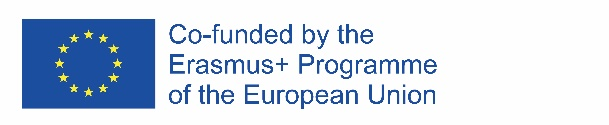 Co-funded by the
Erasmus+ Programme
of the European Union